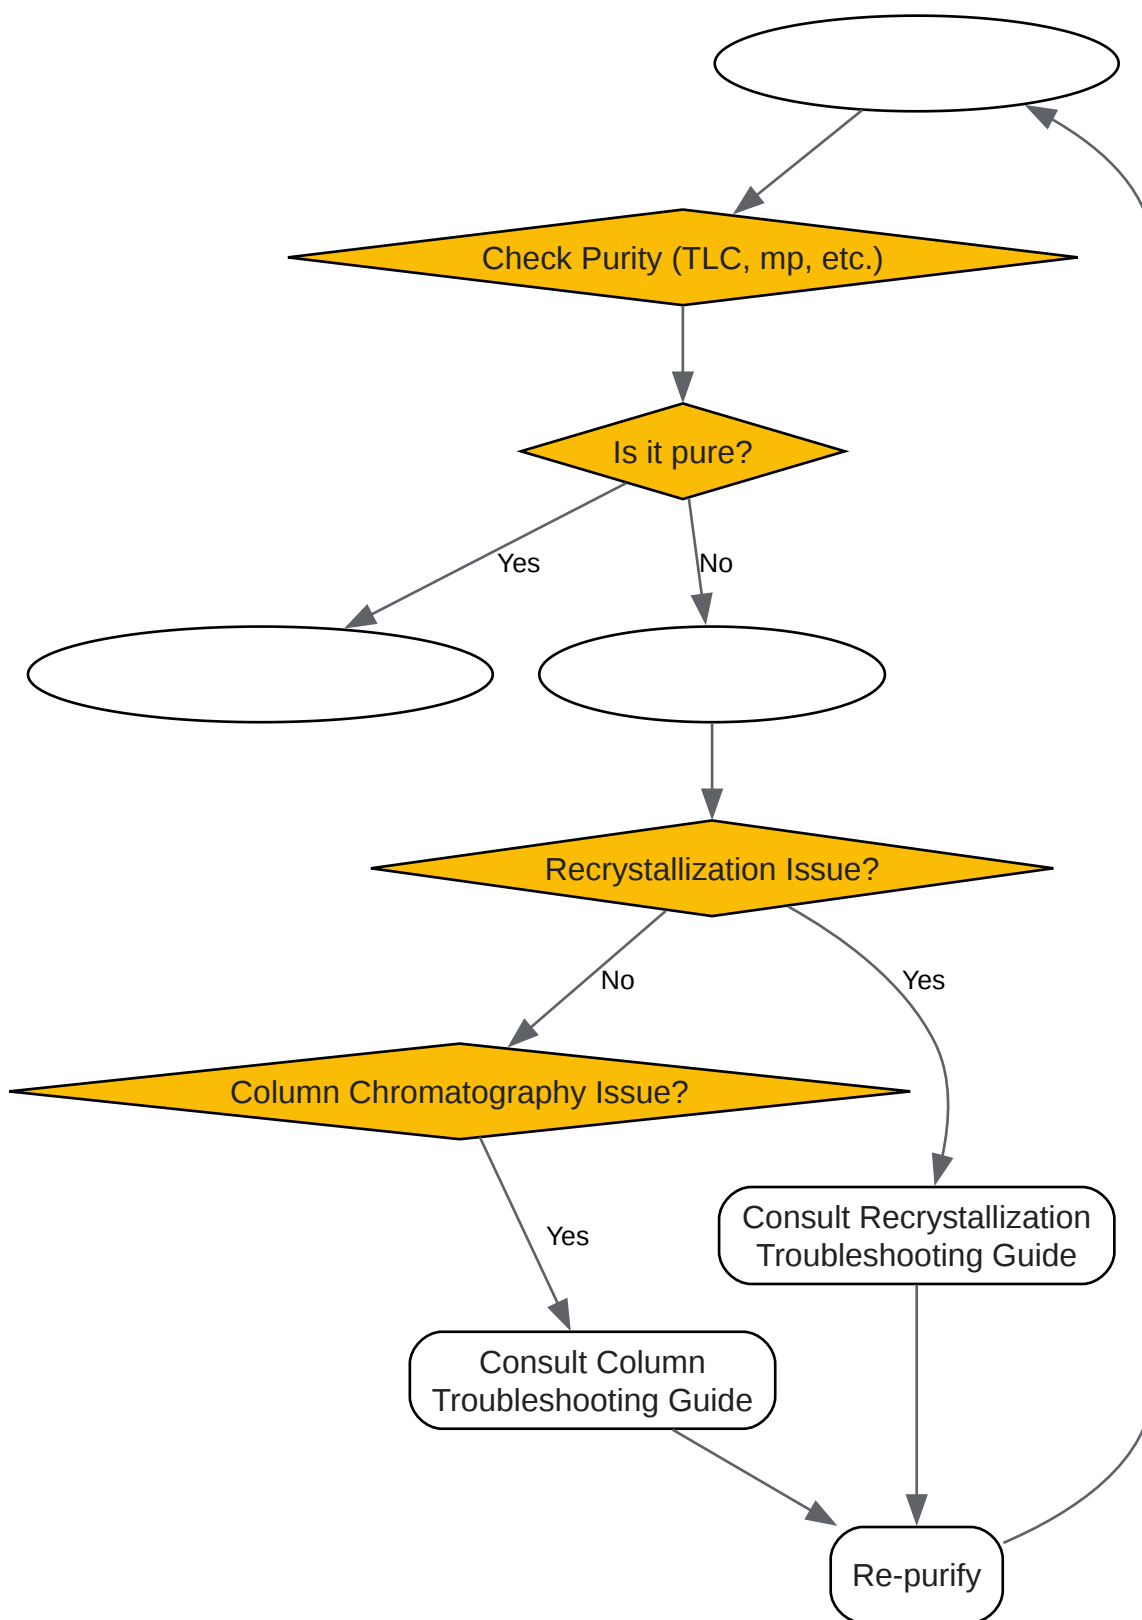 Check Purity (TLC, mp, etc.)
Is it pure?
Yes
No
Recrystallization Issue?
No
Yes
Column Chromatography Issue?
Consult Recrystallization
Troubleshooting Guide
Yes
Consult Column
Troubleshooting Guide
Re-purify